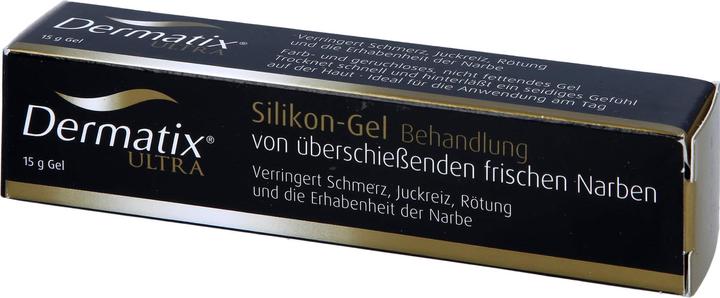 Dermatix®
ULTRA
15 g Gel
Verringert Schmerz, Juckreiz, Rötung
und die Erhabenheit der Narbe
Farb- und geruchloses, nicht fettendes Gel
Trocknet schnell und hinterläßt ein seidiges Gefühl
auf der Haut - Ideal für die Anwendung am Tag
Dermatix®
ULTRA
15 g Gel
Silikon-Gel Behandlung
von überschießenden frischen Narben
Verringert Schmerz, Juckreiz, Rötung
und die Erhabenheit der Narbe